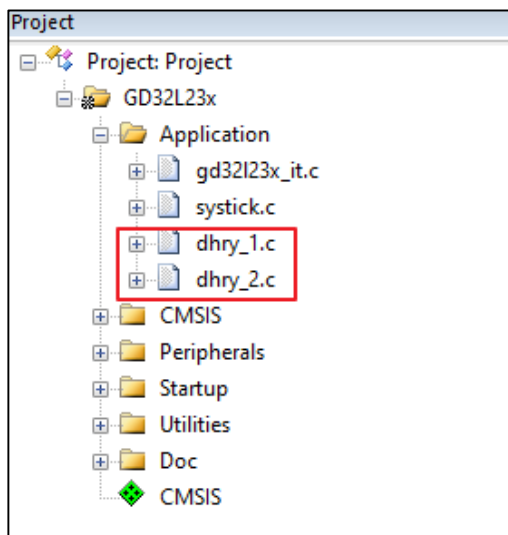 Project
Project: Project
GD32L23x
Application
gd32l23x_it.c
systick.c
dhry_1.c
dhry_2.c
CMSIS
Peripherals
Startup
Utilities
Doc
CMSIS